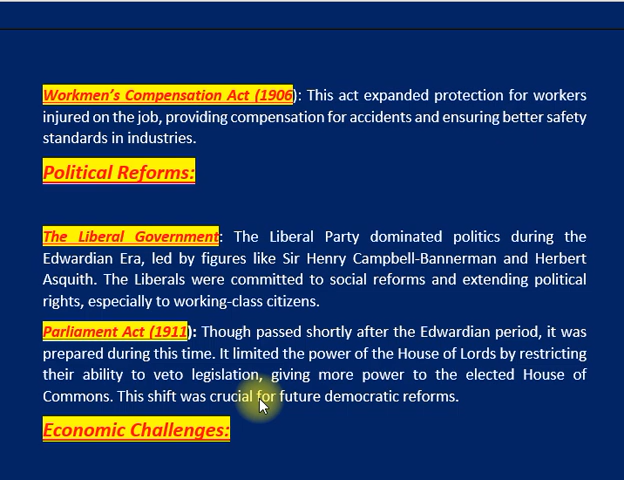 Workmen's Compensation Act (1906): This act expanded protection for workers
injured on the job, providing compensation for accidents and ensuring better safety
standards in industries.
Political Reforms:
The Liberal Government: The Liberal Party dominated politics during the
Edwardian Era, led by figures like Sir Henry Campbell-Bannerman and Herbert
Asquith. The Liberals were committed to social reforms and extending political
rights, especially to working-class citizens.
Parliament Act (1911): Though passed shortly after the Edwardian period, it was
prepared during this time. It limited the power of the House of Lords by restricting
their ability to veto legislation, giving more power to the elected House of
Commons. This shift was crucial for future democratic reforms.
Economic Challenges: